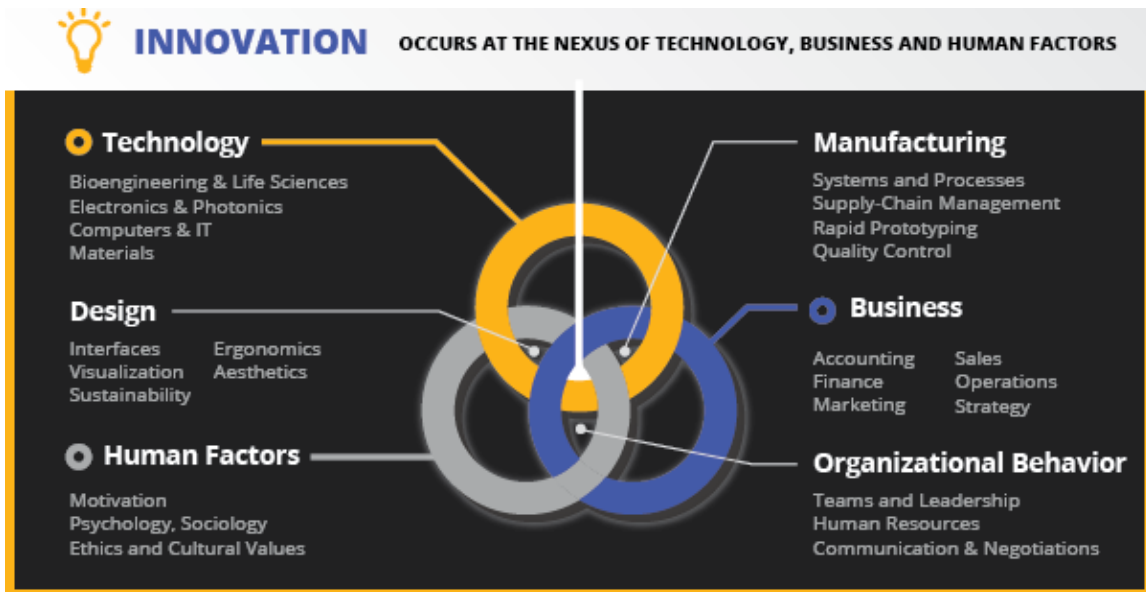 INNOVATION OCCURS AT THE NEXUS OF TECHNOLOGY, BUSINESS AND HUMAN FACTORS
Technology
Bioengineering & Life Sciences
Electronics & Photonics
Computers & IT
Materials
Design
Interfaces Ergonomics
Visualization Aesthetics
Sustainability
Human Factors
Motivation
Psychology, Sociology
Ethics and Cultural Values
Manufacturing
Systems and Processes
Supply-Chain Management
Rapid Prototyping
Quality Control
Business
Accounting Sales
Finance Operations
Marketing Strategy
Organizational Behavior
Teams and Leadership
Human Resources
Communication & Negotiations